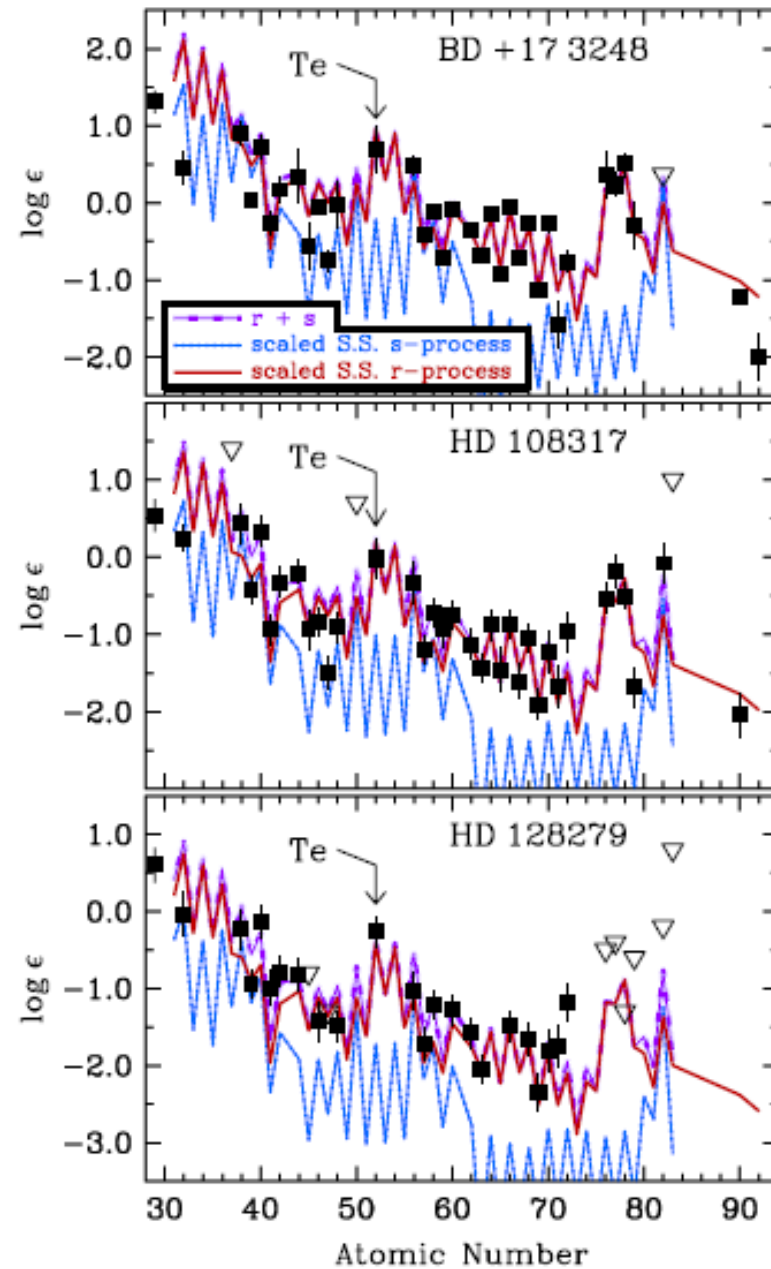 BD +17 3248
Te
2.0
1.0
0.0
−1.0
−2.0
log ϵ
r + s
scaled S.S. s−process
scaled S.S. r−process
HD 108317
Te
1.0
0.0
−1.0
−2.0
log ϵ
HD 128279
Te
1.0
0.0
−1.0
−2.0
−3.0
log ϵ
30 40 50 60 70 80 90
Atomic Number